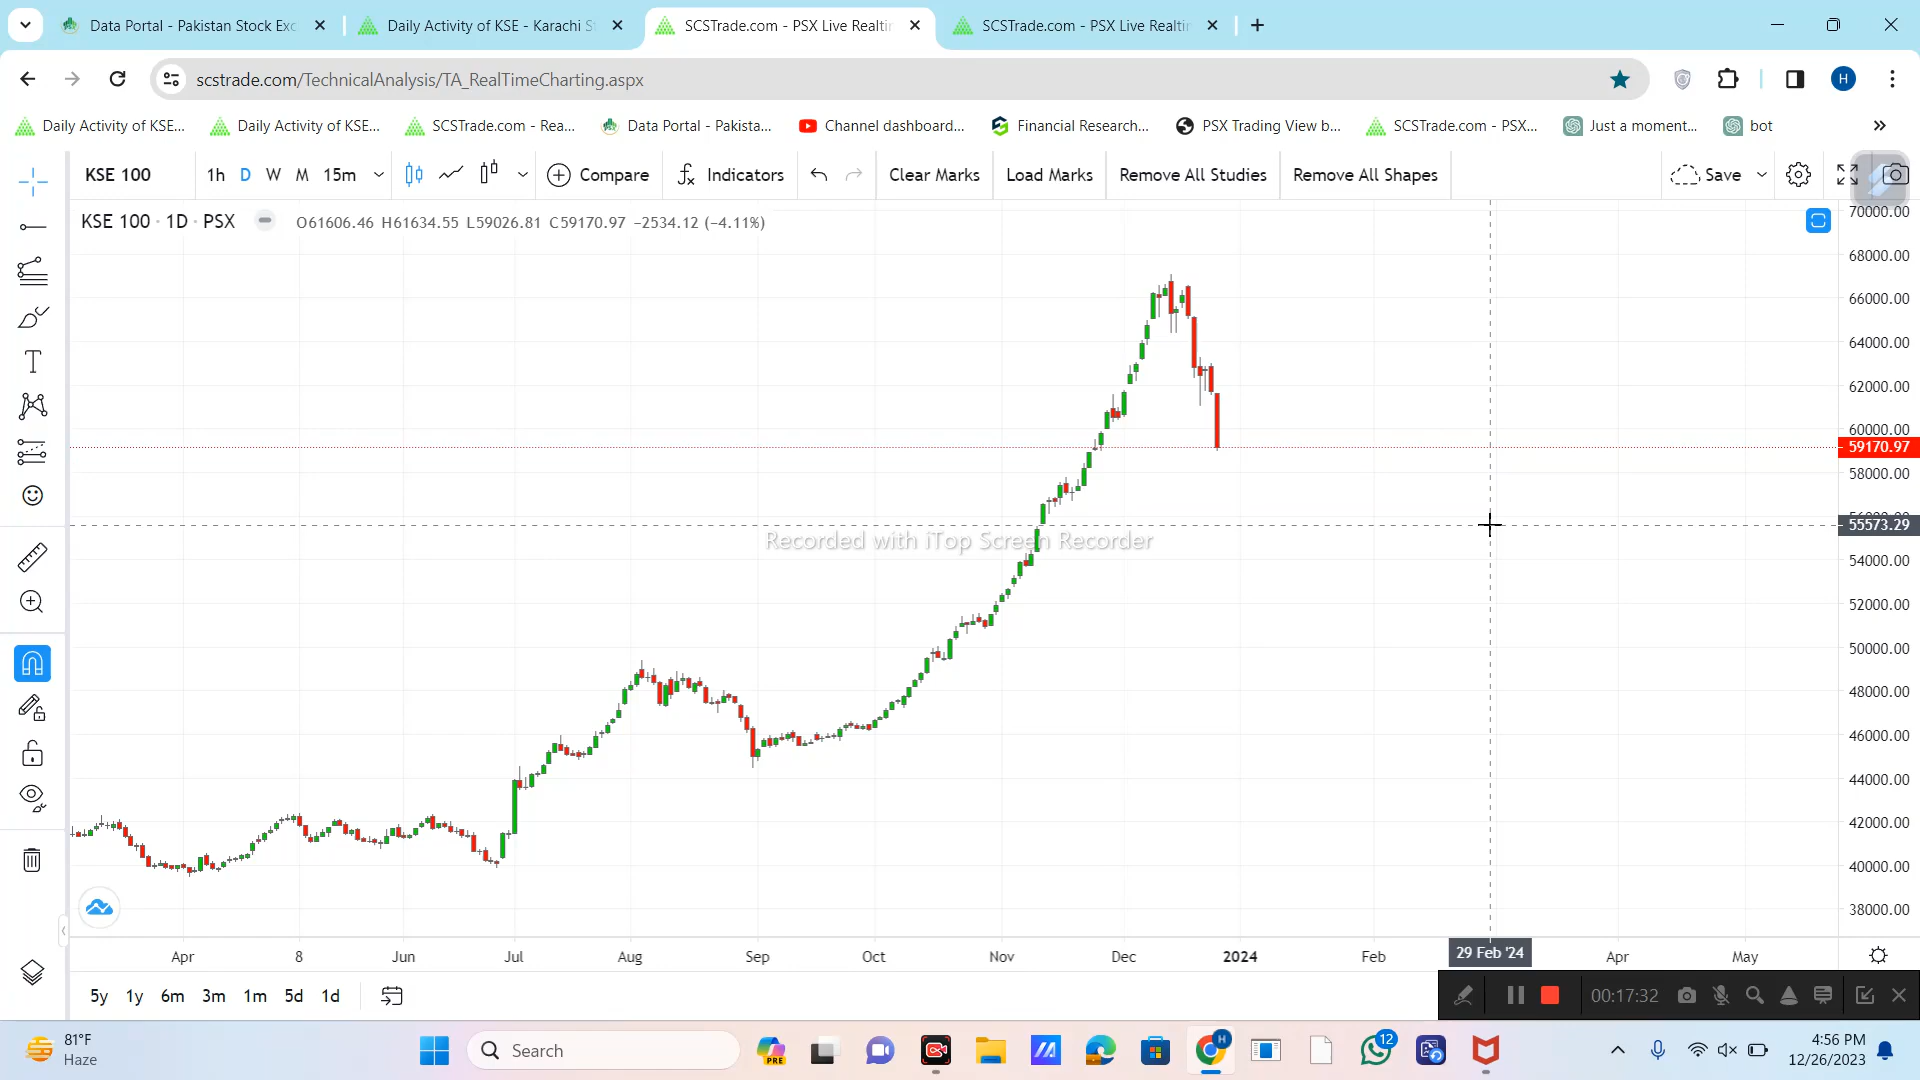 Data Portal - Pakistan Stock Exc
Daily Activity of KSE - Karachi S
SCSTrade.com - PSX Live Realti
SCSTrade.com - PSX Live Realti
scstrade.com/TechnicalAnalysis/TA_RealTimeCharting.aspx
H
Daily Activity of KSE...
Daily Activity of KSE...
SCSTrade.com - Rea...
Data Portal - Pakista...
Channel dashboard...
Financial Research...
PSX Trading View b...
SCSTrade.com - PSX...
Just a moment...
bot
KSE 100
1h D W M 15m
Compare
Indicators
Clear Marks
Load Marks
Remove All Studies
Remove All Shapes
Save
KSE 100 · 1D · PSX
O61606.46 H61634.55 L59026.81 C59170.97 −2534.12 (−4.11%)
70000.00
68000.00
66000.00
64000.00
62000.00
60000.00
59170.97
58000.00
55573.29
54000.00
52000.00
50000.00
48000.00
46000.00
44000.00
42000.00
40000.00
38000.00
Recorded with iTop Screen Recorder
Apr 8 Jun Jul Aug Sep Oct Nov Dec 2024 Feb 29 Feb '24 Apr May
5y 1y 6m 3m 1m 5d 1d
00:17:32
81°F
Haze
Search
PRE
H
12
4:56 PM
12/26/2023